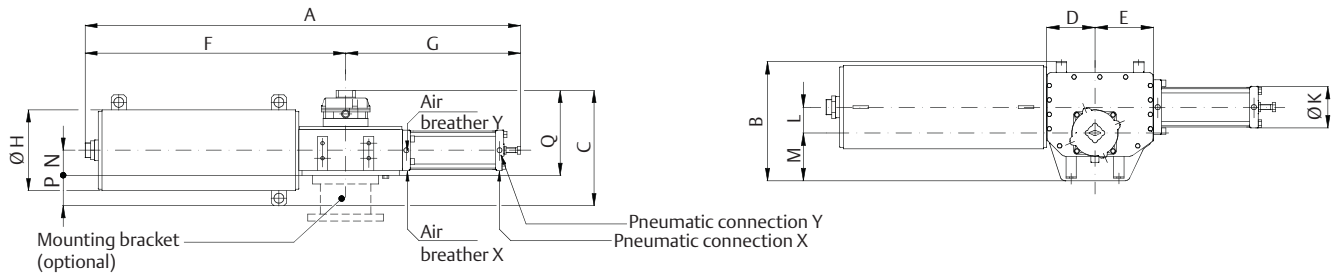 A
F
G
D
E
Air
breather Y
ØH
N
P
Q
C
B
L
M
ØK
Mounting bracket
(optional)
Air
breather X
Pneumatic connection Y
Pneumatic connection X